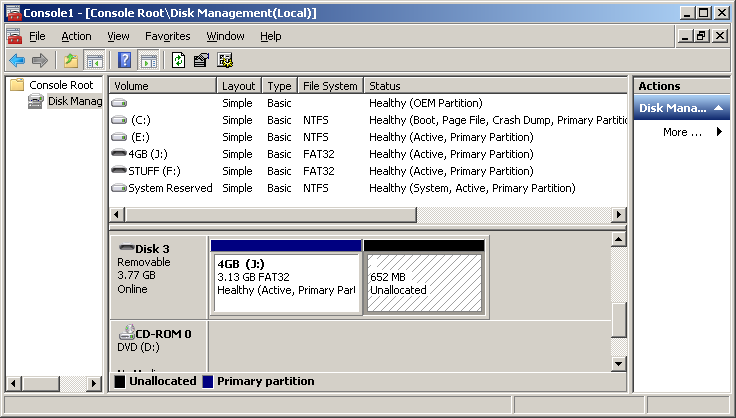 Console1 - [Console Root\Disk Management(Local)]
File Action View Favorites Window Help
Console Root
Disk Manag
Volume Layout Type File System Status
Simple Basic Healthy (OEM Partition)
(C:) Simple Basic NTFS Healthy (Boot, Page File, Crash Dump, Primary Partitio
(E:) Simple Basic NTFS Healthy (Active, Primary Partition)
4GB (J:) Simple Basic FAT32 Healthy (Active, Primary Partition)
STUFF (F:) Simple Basic FAT32 Healthy (Active, Primary Partition)
System Reserved Simple Basic NTFS Healthy (System, Active, Primary Partition)
Actions
Disk Mana...
More ...
Disk 3
Removable
3.77 GB
Online
4GB (J:)
3.13 GB FAT32
Healthy (Active, Primary Part
652 MB
Unallocated
CD-ROM 0
DVD (D:)
Unallocated Primary partition